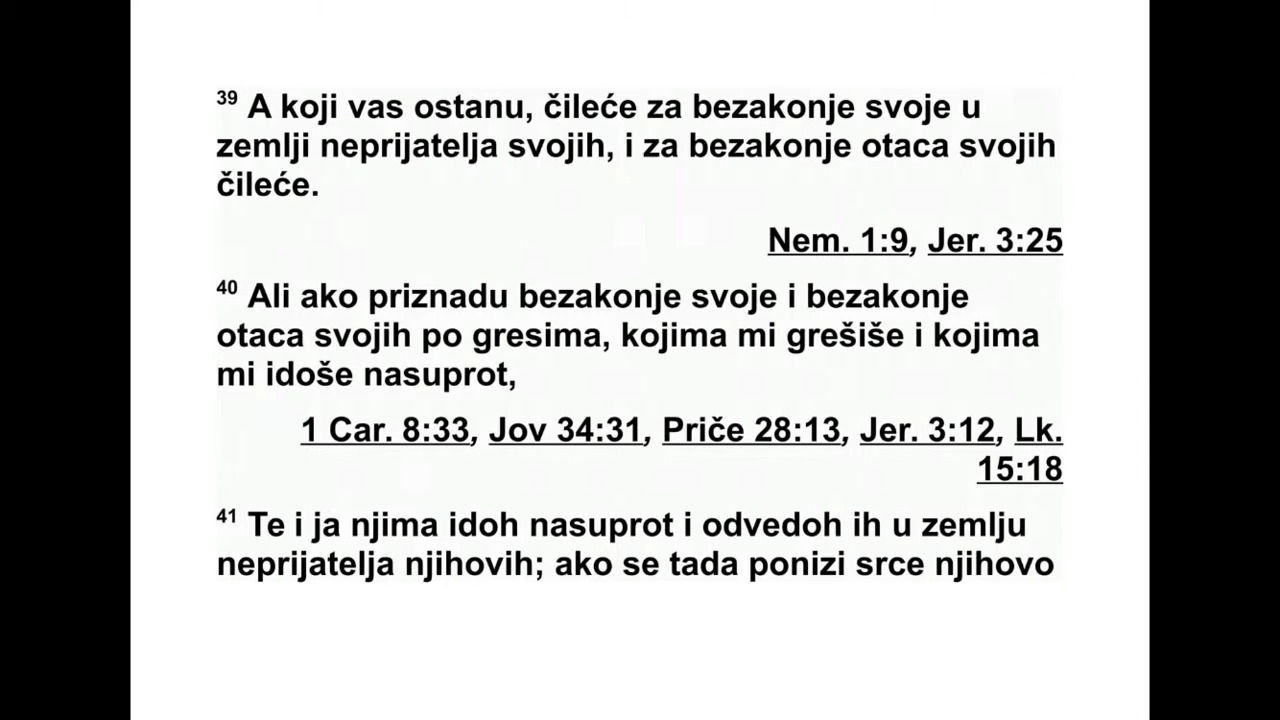 39 A koji vas ostanu, čileće za bezakonje svoje u
zemlji neprijatelja svojih, i za bezakonje otaca svojih
čileće.
Nem. 1:9, Jer. 3:25
40 Ali ako priznadu bezakonje svoje i bezakonje
otaca svojih po gresima, kojima mi grešiše i kojima
mi idoše nasuprot,
1 Car. 8:33, Jov 34:31, Priče 28:13, Jer. 3:12, Lk.
15:18
41 Te i ja njima idoh nasuprot i odvedoh ih u zemlju
neprijatelja njihovih; ako se tada ponizi srce njihovo